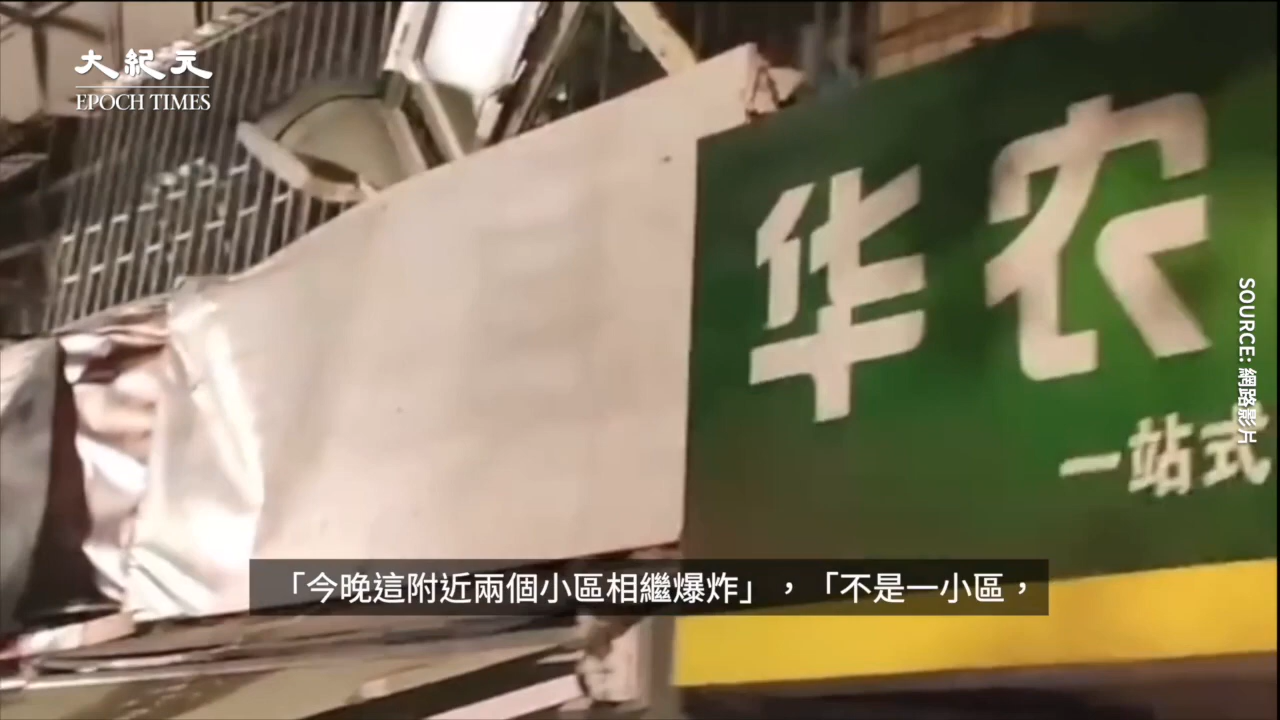 大紀元
EPOCH TIMES
华农
一站式
SOURCE: 網路影片
「今晚這附近兩個小區相繼爆炸」，「不是一小區，